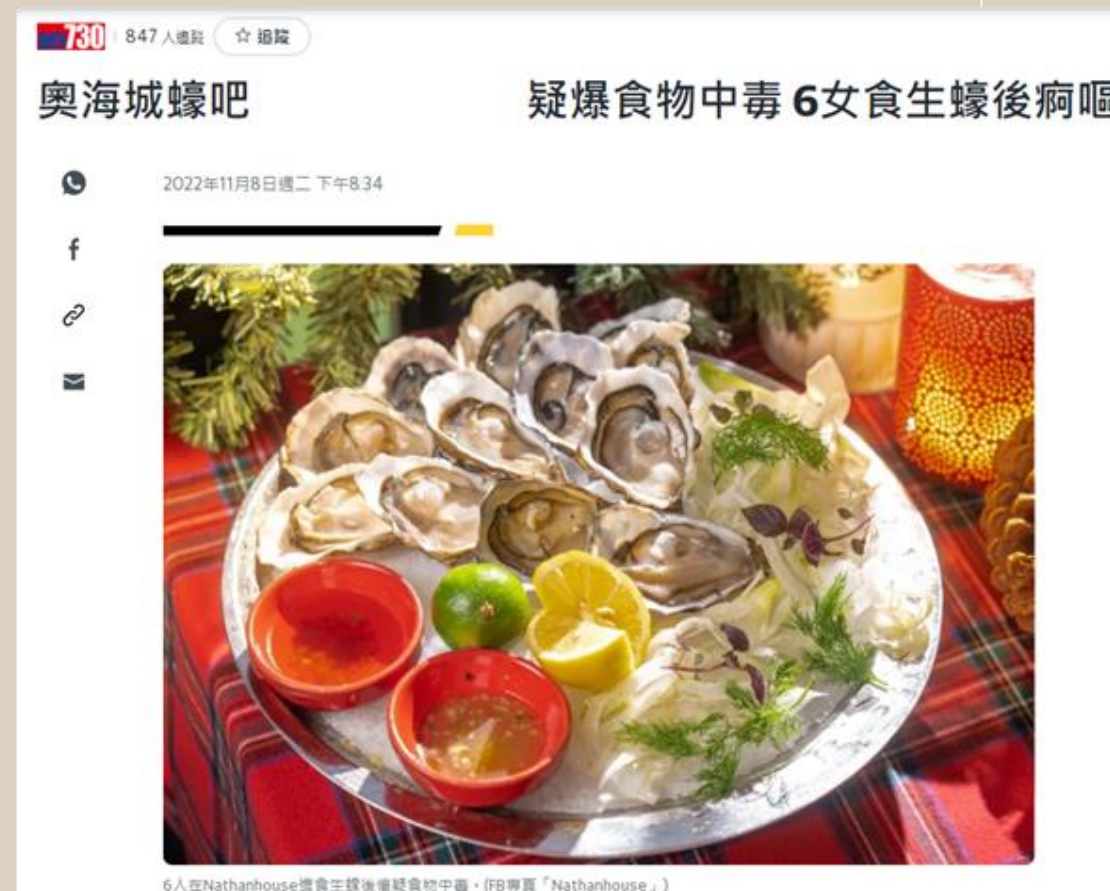 730 847 人追蹤 ☆ 追蹤
奧海城蠔吧 疑爆食物中毒 6女食生蠔後痾嘔
2022年11月8日週二 下午8:34
6人在Nathanhouse進食生蠔後懷疑食物中毒。(FB專頁「Nathanhouse」)